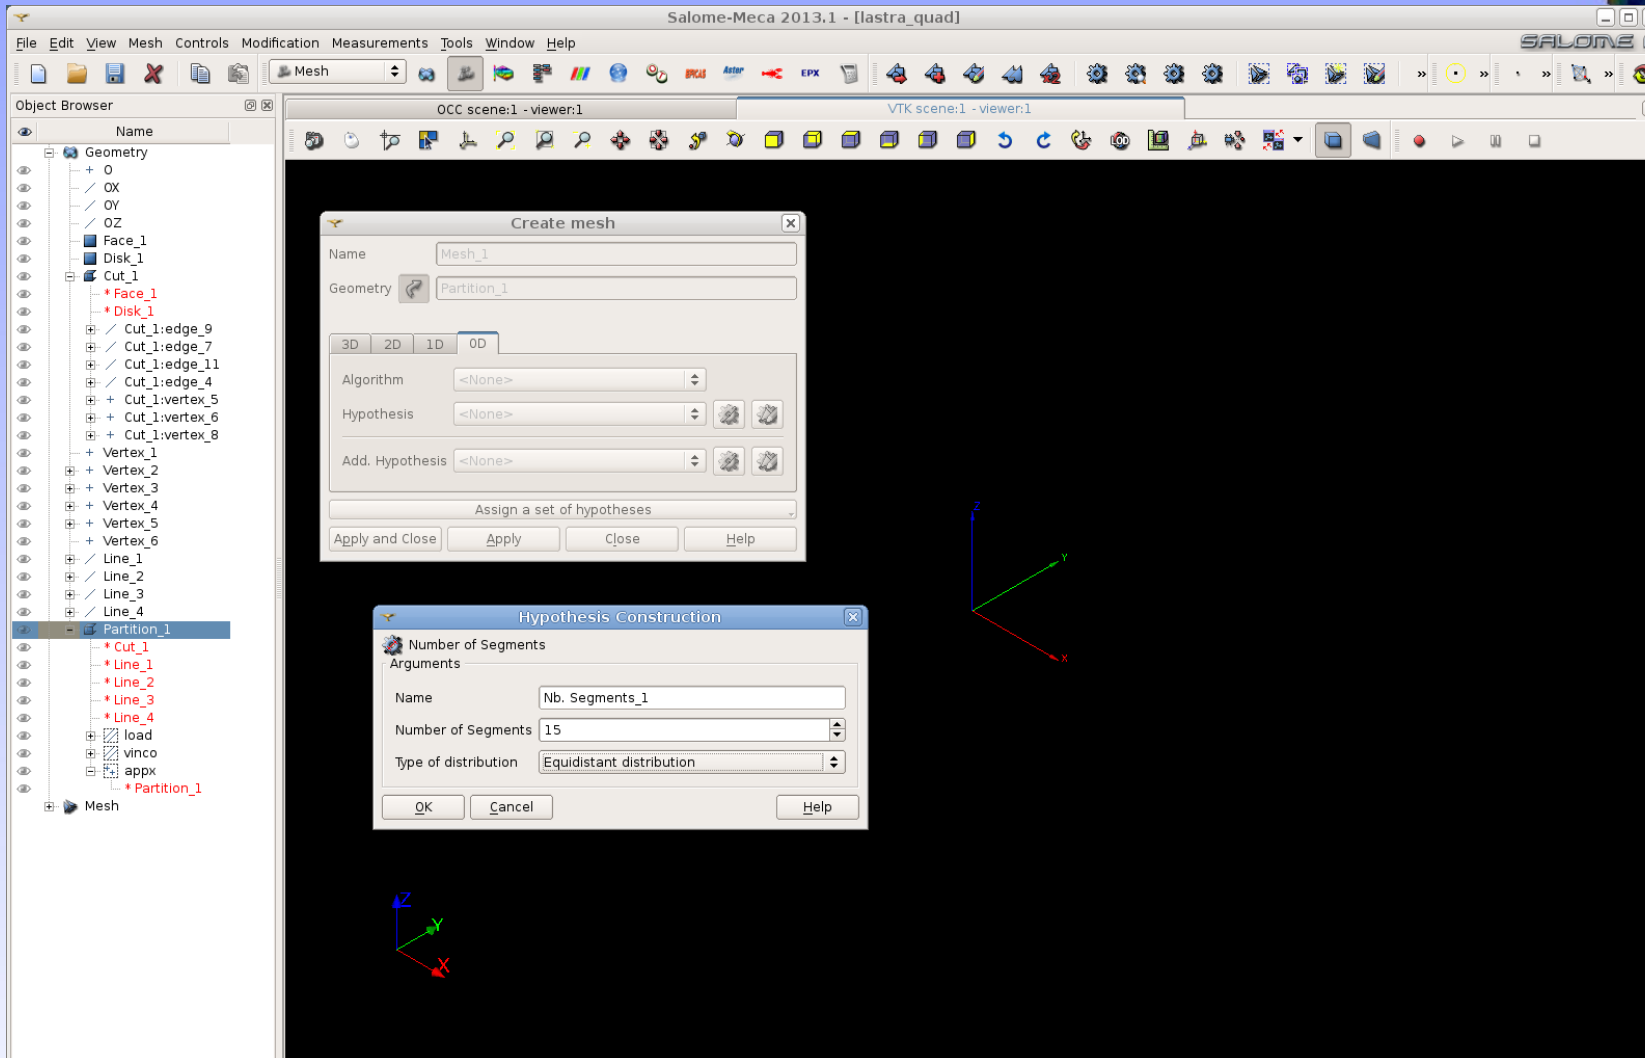 Salome-Meca 2013.1 - [lastra_quad]
File Edit View Mesh Controls Modification Measurements Tools Window Help
SALOME
Mesh
EFICAS
Aster
EPX
»
»
»
»
Object Browser
OCC scene:1 - viewer:1
VTK scene:1 - viewer:1
Name
LOD
Geometry
O
OX
OY
OZ
Face_1
Disk_1
Cut_1
* Face_1
* Disk_1
Cut_1:edge_9
Cut_1:edge_7
Cut_1:edge_11
Cut_1:edge_4
Cut_1:vertex_5
Cut_1:vertex_6
Cut_1:vertex_8
Vertex_1
Vertex_2
Vertex_3
Vertex_4
Vertex_5
Vertex_6
Line_1
Line_2
Line_3
Line_4
Partition_1
* Cut_1
* Line_1
* Line_2
* Line_3
* Line_4
load
vinco
appx
* Partition_1
Mesh
Create mesh
Name Mesh_1
Geometry Partition_1
3D 2D 1D 0D
Algorithm <None>
Hypothesis <None>
Add. Hypothesis <None>
Assign a set of hypotheses
Apply and Close Apply Close Help
Hypothesis Construction
Number of Segments
Arguments
Name Nb. Segments_1
Number of Segments 15
Type of distribution Equidistant distribution
OK Cancel Help
Z
Y
X
Z
Y
X